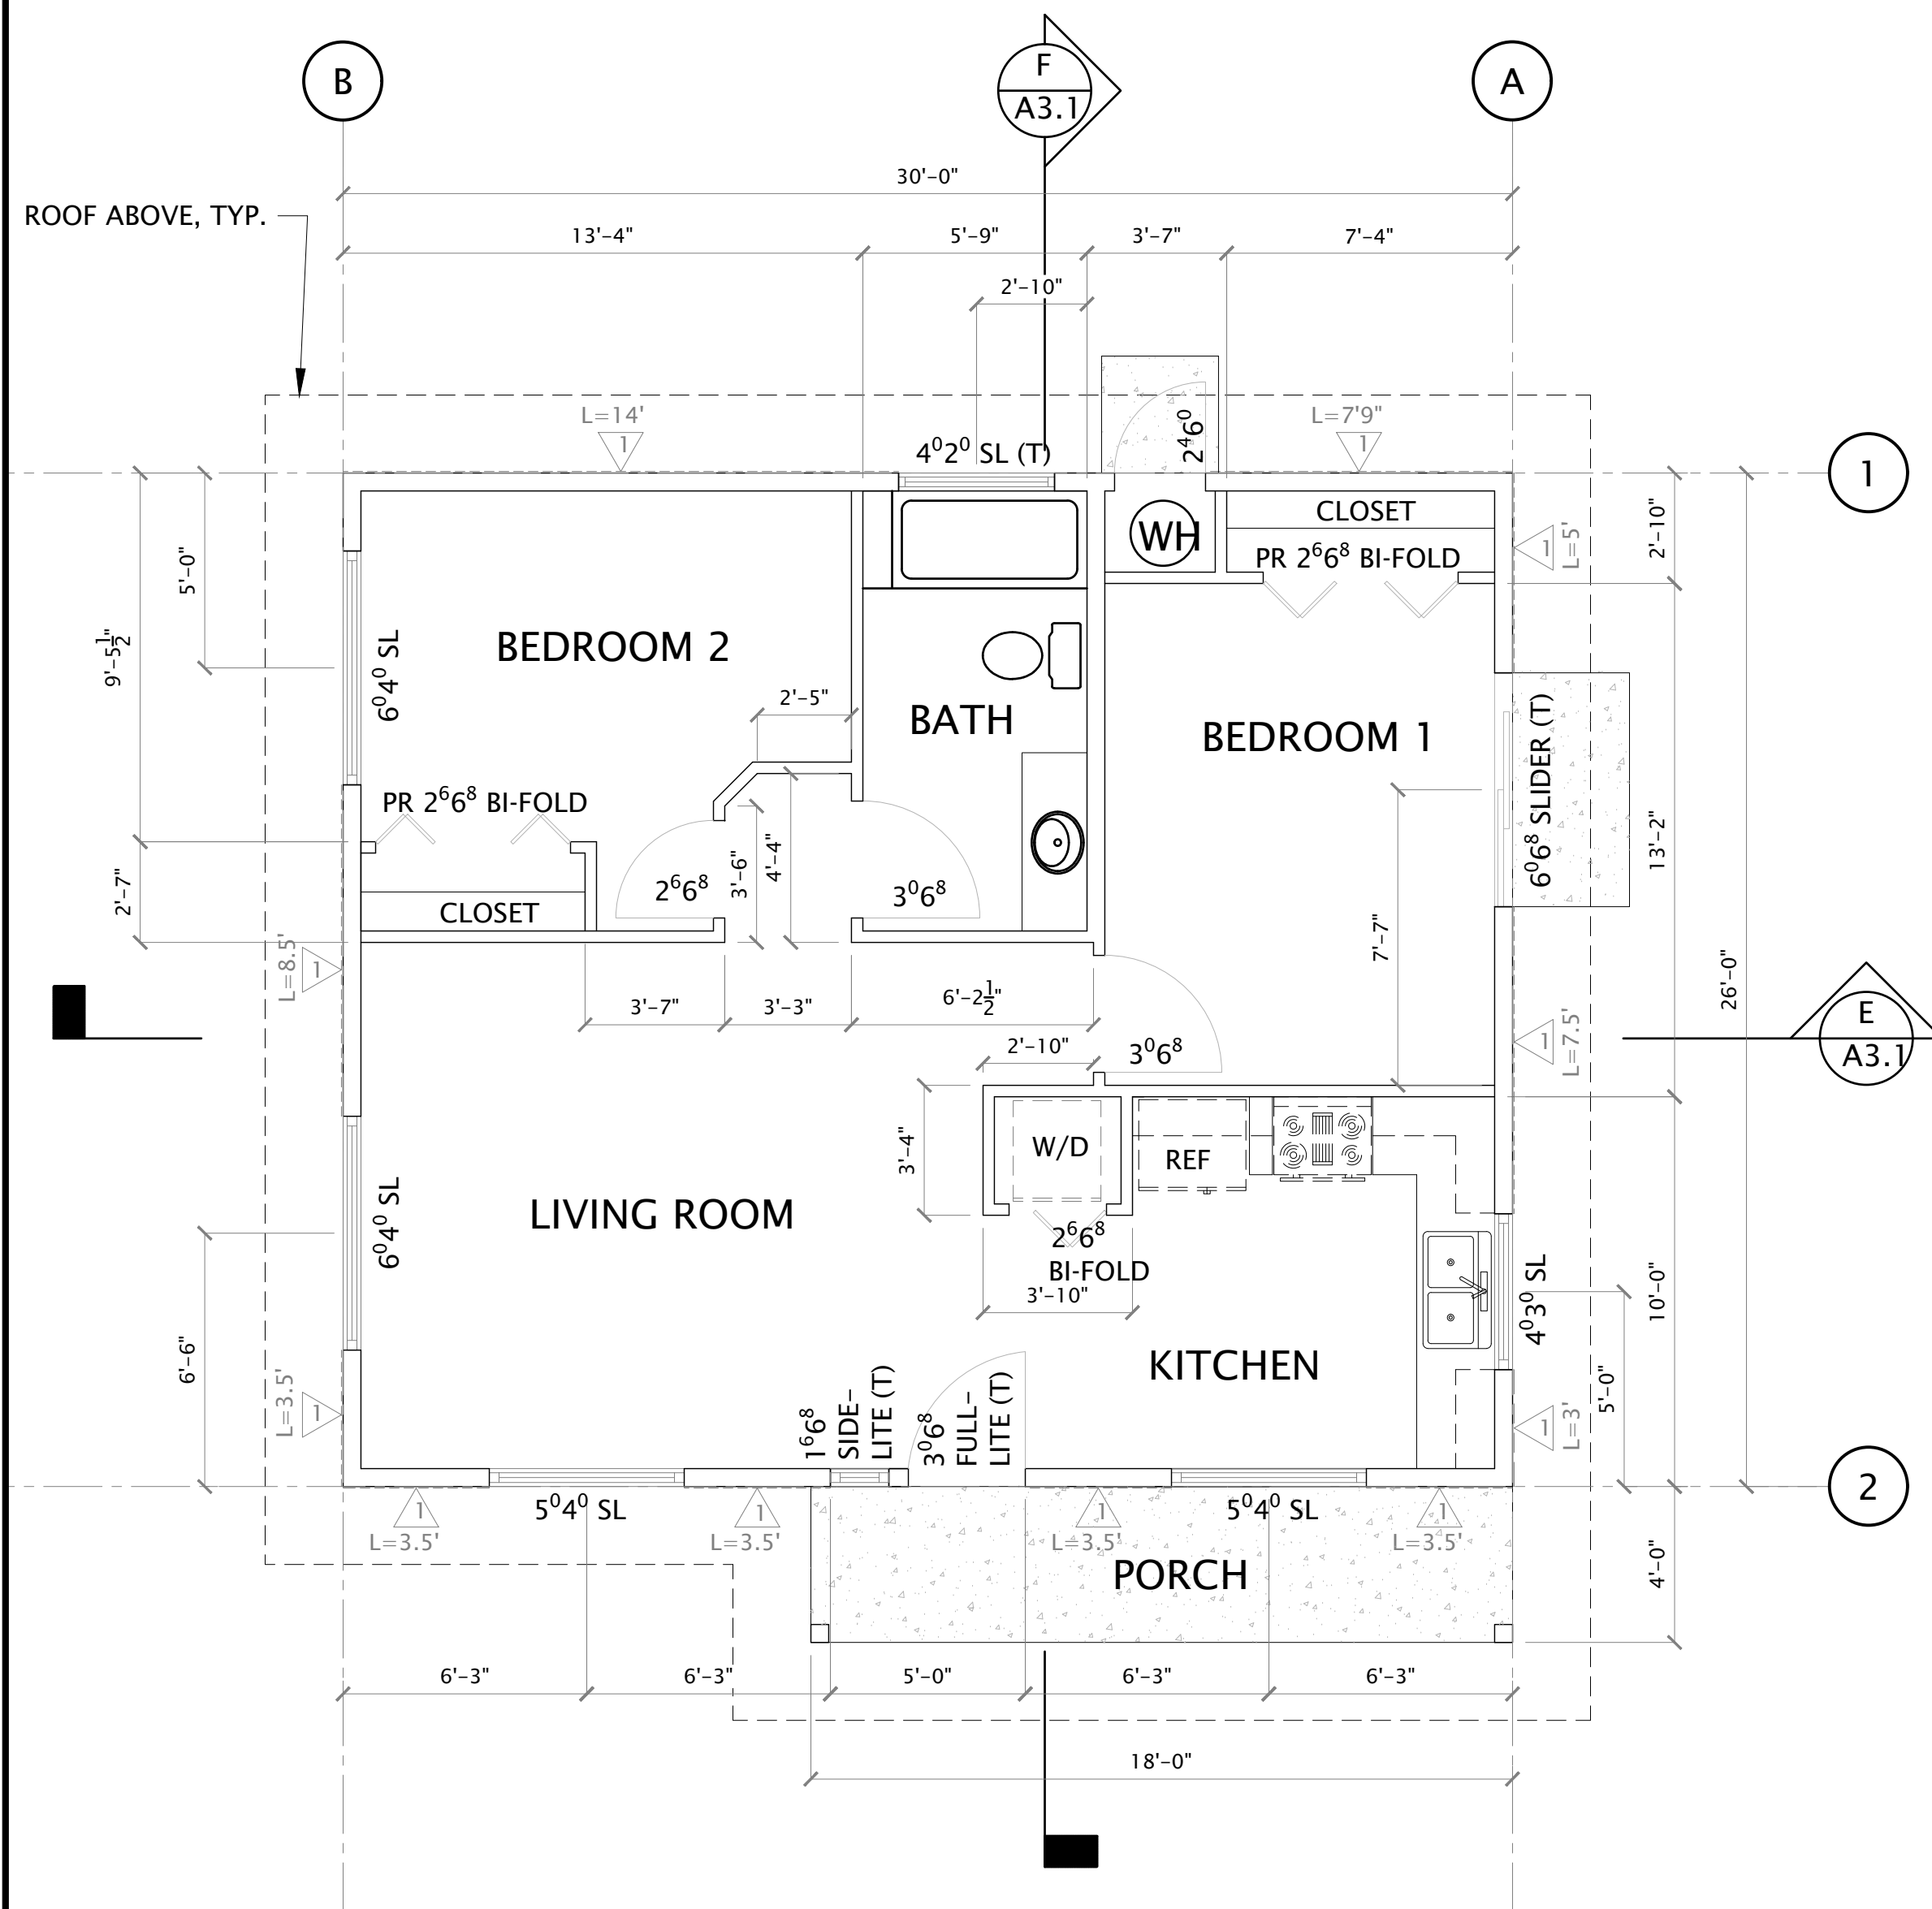 B
F
A3.1
A
30'-0"
ROOF ABOVE, TYP.
13'-4"
5'-9"
3'-7"
7'-4"
2'-10"
L=14'
1
L=7'9"
1
2⁴6⁰
4⁰2⁰ SL (T)
1
CLOSET
WH
PR 2⁶6⁸ BI-FOLD
1
L=5'
2'-10"
5'-0"
9'-5½"
6⁰4⁰ SL
BEDROOM 2
2'-5"
BATH
BEDROOM 1
6⁰6⁸ SLIDER (T)
PR 2⁶6⁸ BI-FOLD
13'-2"
2'-7"
CLOSET
2⁶6⁸
3'-6"
4'-4"
3⁰6⁸
7'-7"
26'-0"
1
L=8.5'
3'-7"
3'-3"
6'-2½"
2'-10"
3⁰6⁸
1
L=7.5'
E
A3.1
3'-4"
W/D
REF
LIVING ROOM
6⁰4⁰ SL
2⁶6⁸
BI-FOLD
3'-10"
4⁰3⁰ SL
10'-0"
6'-6"
KITCHEN
5'-0"
1
L=3.5'
1⁶6⁸
SIDE-
LITE (T)
3⁰6⁸
FULL-
LITE (T)
1
L=3'
2
1
L=3.5'
5⁰4⁰ SL
1
L=3.5'
1
L=3.5'
5⁰4⁰ SL
1
L=3.5'
PORCH
4'-0"
6'-3"
6'-3"
5'-0"
6'-3"
6'-3"
18'-0"